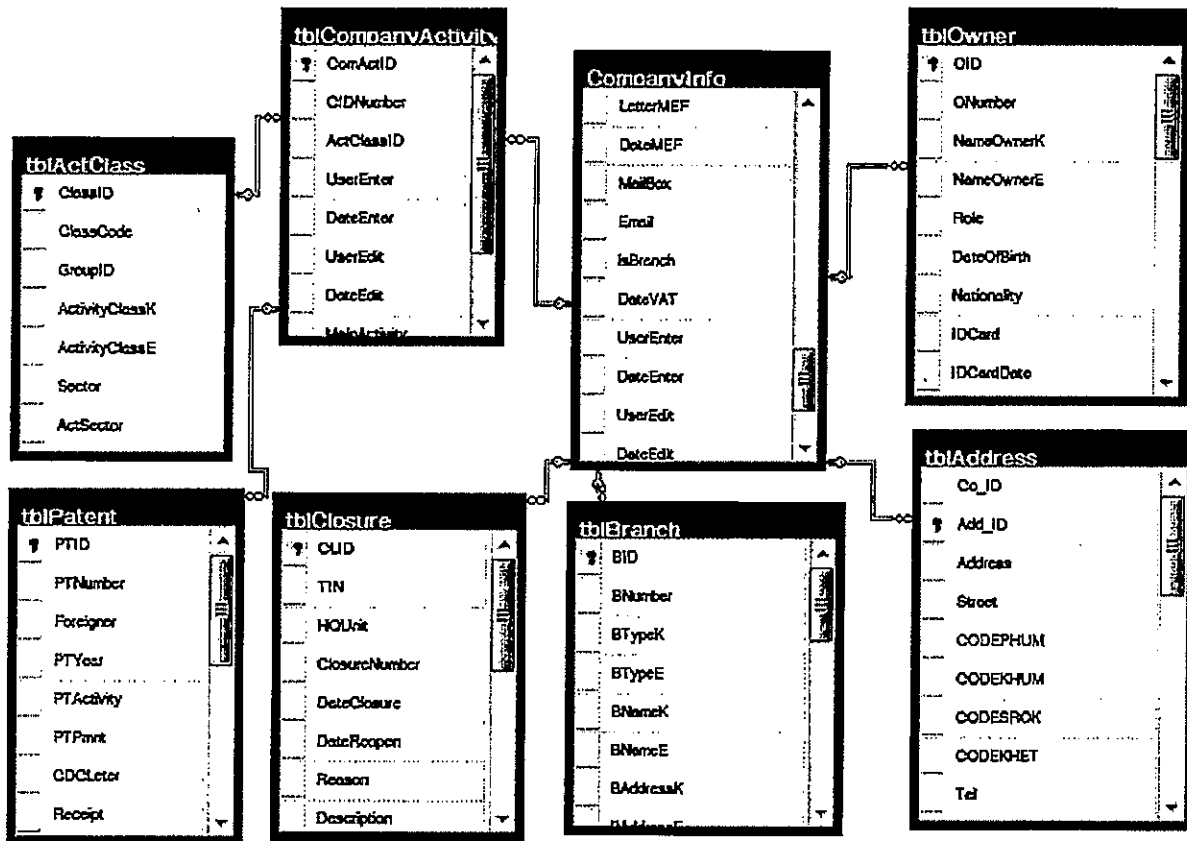 tblCompanyActivity
ComActID
CIDNumber
ActClassID
UserEnter
DateEnter
UserEdit
DateEdit
MainActivity
CompanyInfo
LetterMEF
DateMEF
MailBox
Email
IsBranch
DateVAT
UserEnter
DateEnter
UserEdit
DateEdit
tblOwner
OID
ONumber
NameOwnerK
NameOwnerE
Role
DateOfBirth
Nationality
IDCard
IDCardDate
tblActClass
ClassID
ClassCode
GroupID
ActivityClassK
ActivityClassE
Sector
ActSector
tblPatent
PTID
PTNumber
Foreigner
PTYear
PTActivity
PTPmnt
Receipt
tblClosure
CLID
TIN
HQUnit
ClosureNumber
DateClosure
DateReopen
Reason
Description
tblBranch
BID
BNumber
BTypeK
BTypeE
BNameK
BNameE
BAddressK
BAddressE
tblAddress
Co_ID
Add_ID
Address
Street
CODEPHUM
CODEKHUM
CODESROK
CODEKHET
Tel